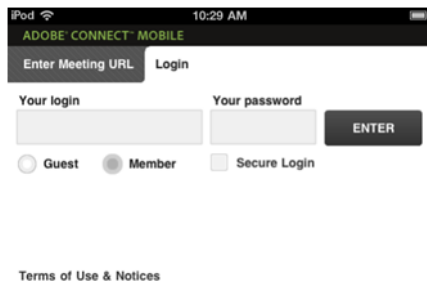 iPod 10:29 AM
ADOBE® CONNECT™ MOBILE
Enter Meeting URL Login
Your login Your password
ENTER
Guest Member Secure Login
Terms of Use & Notices